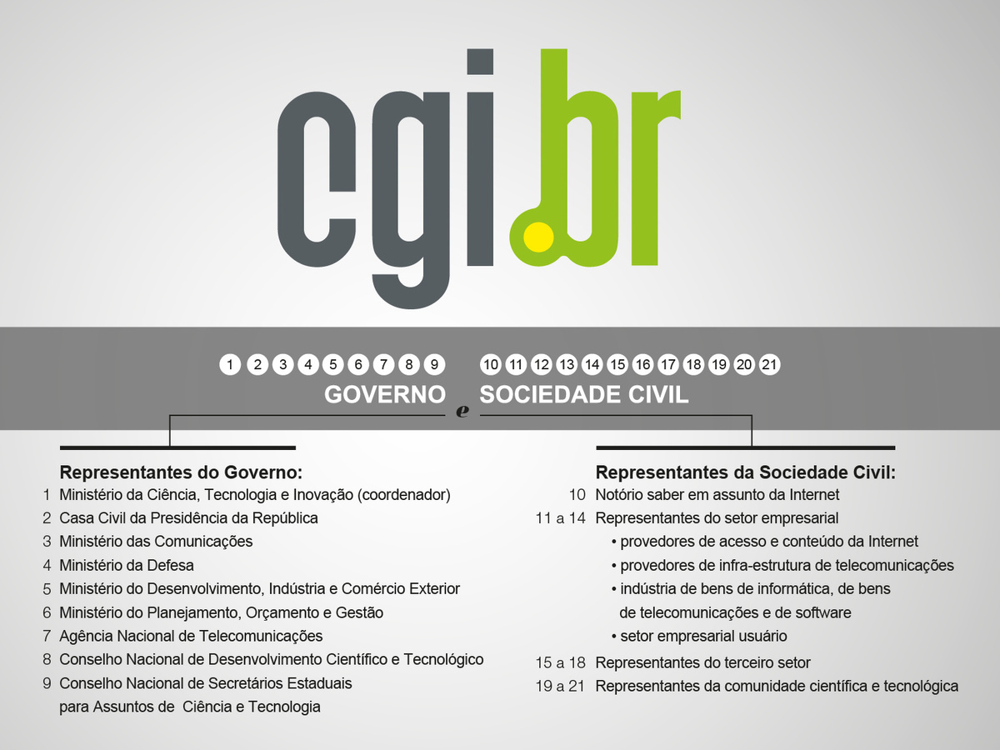 cgi.br
1 2 3 4 5 6 7 8 9 10 11 12 13 14 15 16 17 18 19 20 21
GOVERNO e SOCIEDADE CIVIL
Representantes do Governo:
1 Ministério da Ciência, Tecnologia e Inovação (coordenador)
2 Casa Civil da Presidência da República
3 Ministério das Comunicações
4 Ministério da Defesa
5 Ministério do Desenvolvimento, Indústria e Comércio Exterior
6 Ministério do Planejamento, Orçamento e Gestão
7 Agência Nacional de Telecomunicações
8 Conselho Nacional de Desenvolvimento Científico e Tecnológico
9 Conselho Nacional de Secretários Estaduais
para Assuntos de Ciência e Tecnologia
Representantes da Sociedade Civil:
10 Notório saber em assunto da Internet
11 a 14 Representantes do setor empresarial
• provedores de acesso e conteúdo da Internet
• provedores de infra-estrutura de telecomunicações
• indústria de bens de informática, de bens
de telecomunicações e de software
• setor empresarial usuário
15 a 18 Representantes do terceiro setor
19 a 21 Representantes da comunidade científica e tecnológica